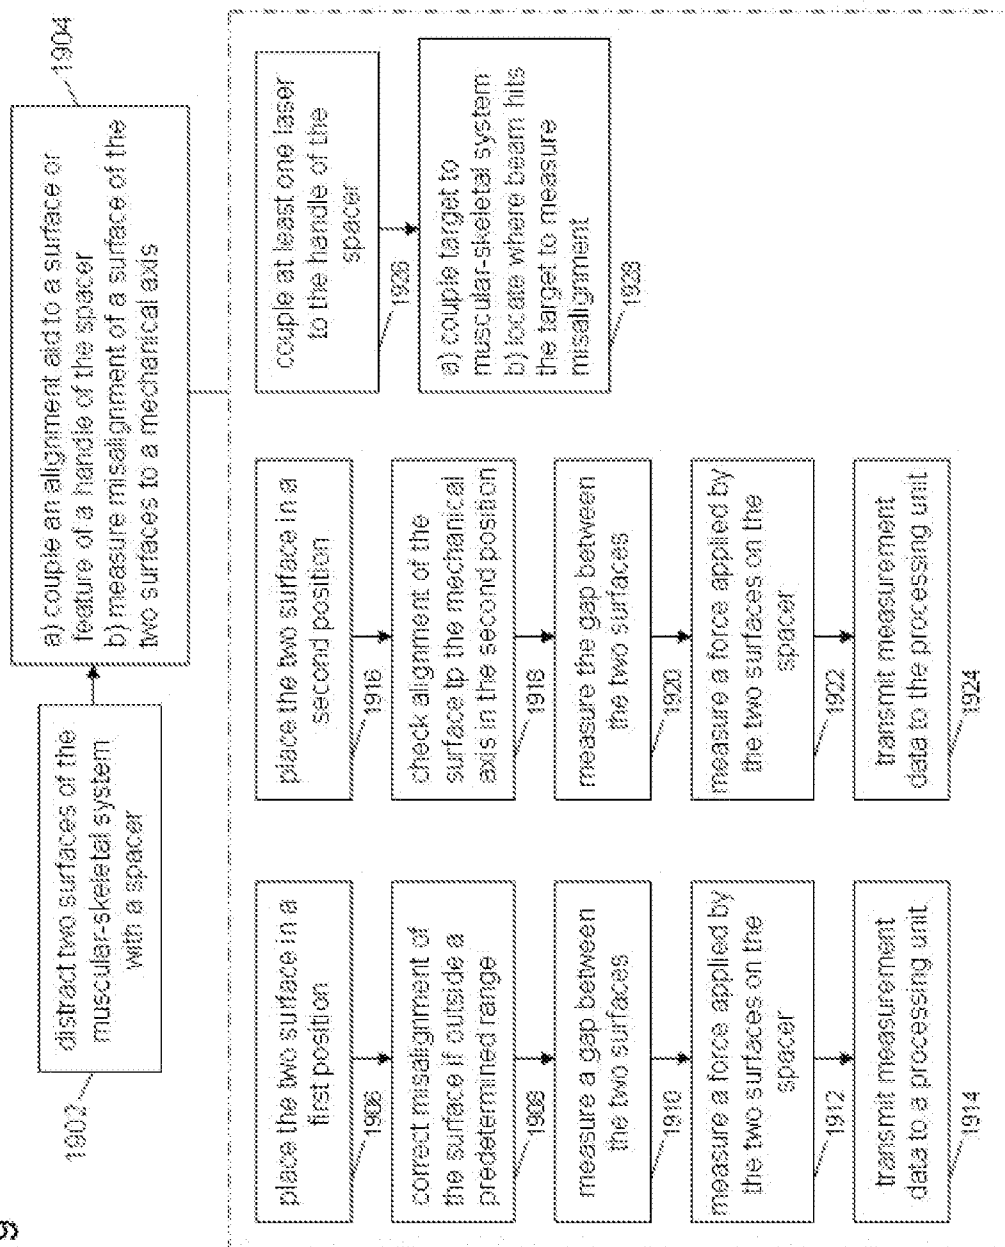 1902
distract two surfaces of the
muscular-skeletal system
with a spacer
1904
a) couple an alignment aid to a surface or
feature of a handle of the spacer
b) measure misalignment of a surface of the
two surfaces to a mechanical axis
place the two surface in a
first position
1906
correct misalignment of
the surface if outside a
predetermined range
1908
measure a gap between
the two surfaces
1910
measure a force applied by
the two surfaces on the
spacer
1912
transmit measurement
data to a processing unit
1914
place the two surface in a
second position
1916
check alignment of the
surface tp the mechanical
axis in the second position
1918
measure the gap between
the two surfaces
1920
measure a force applied by
the two surfaces on the
spacer
1922
transmit measurement
data to the processing unit
1924
couple at least one laser
to the handle of the
spacer
1926
a) couple target to
muscular-skeletal system
b) locate where beam hits
the target to measure
misalignment
1928